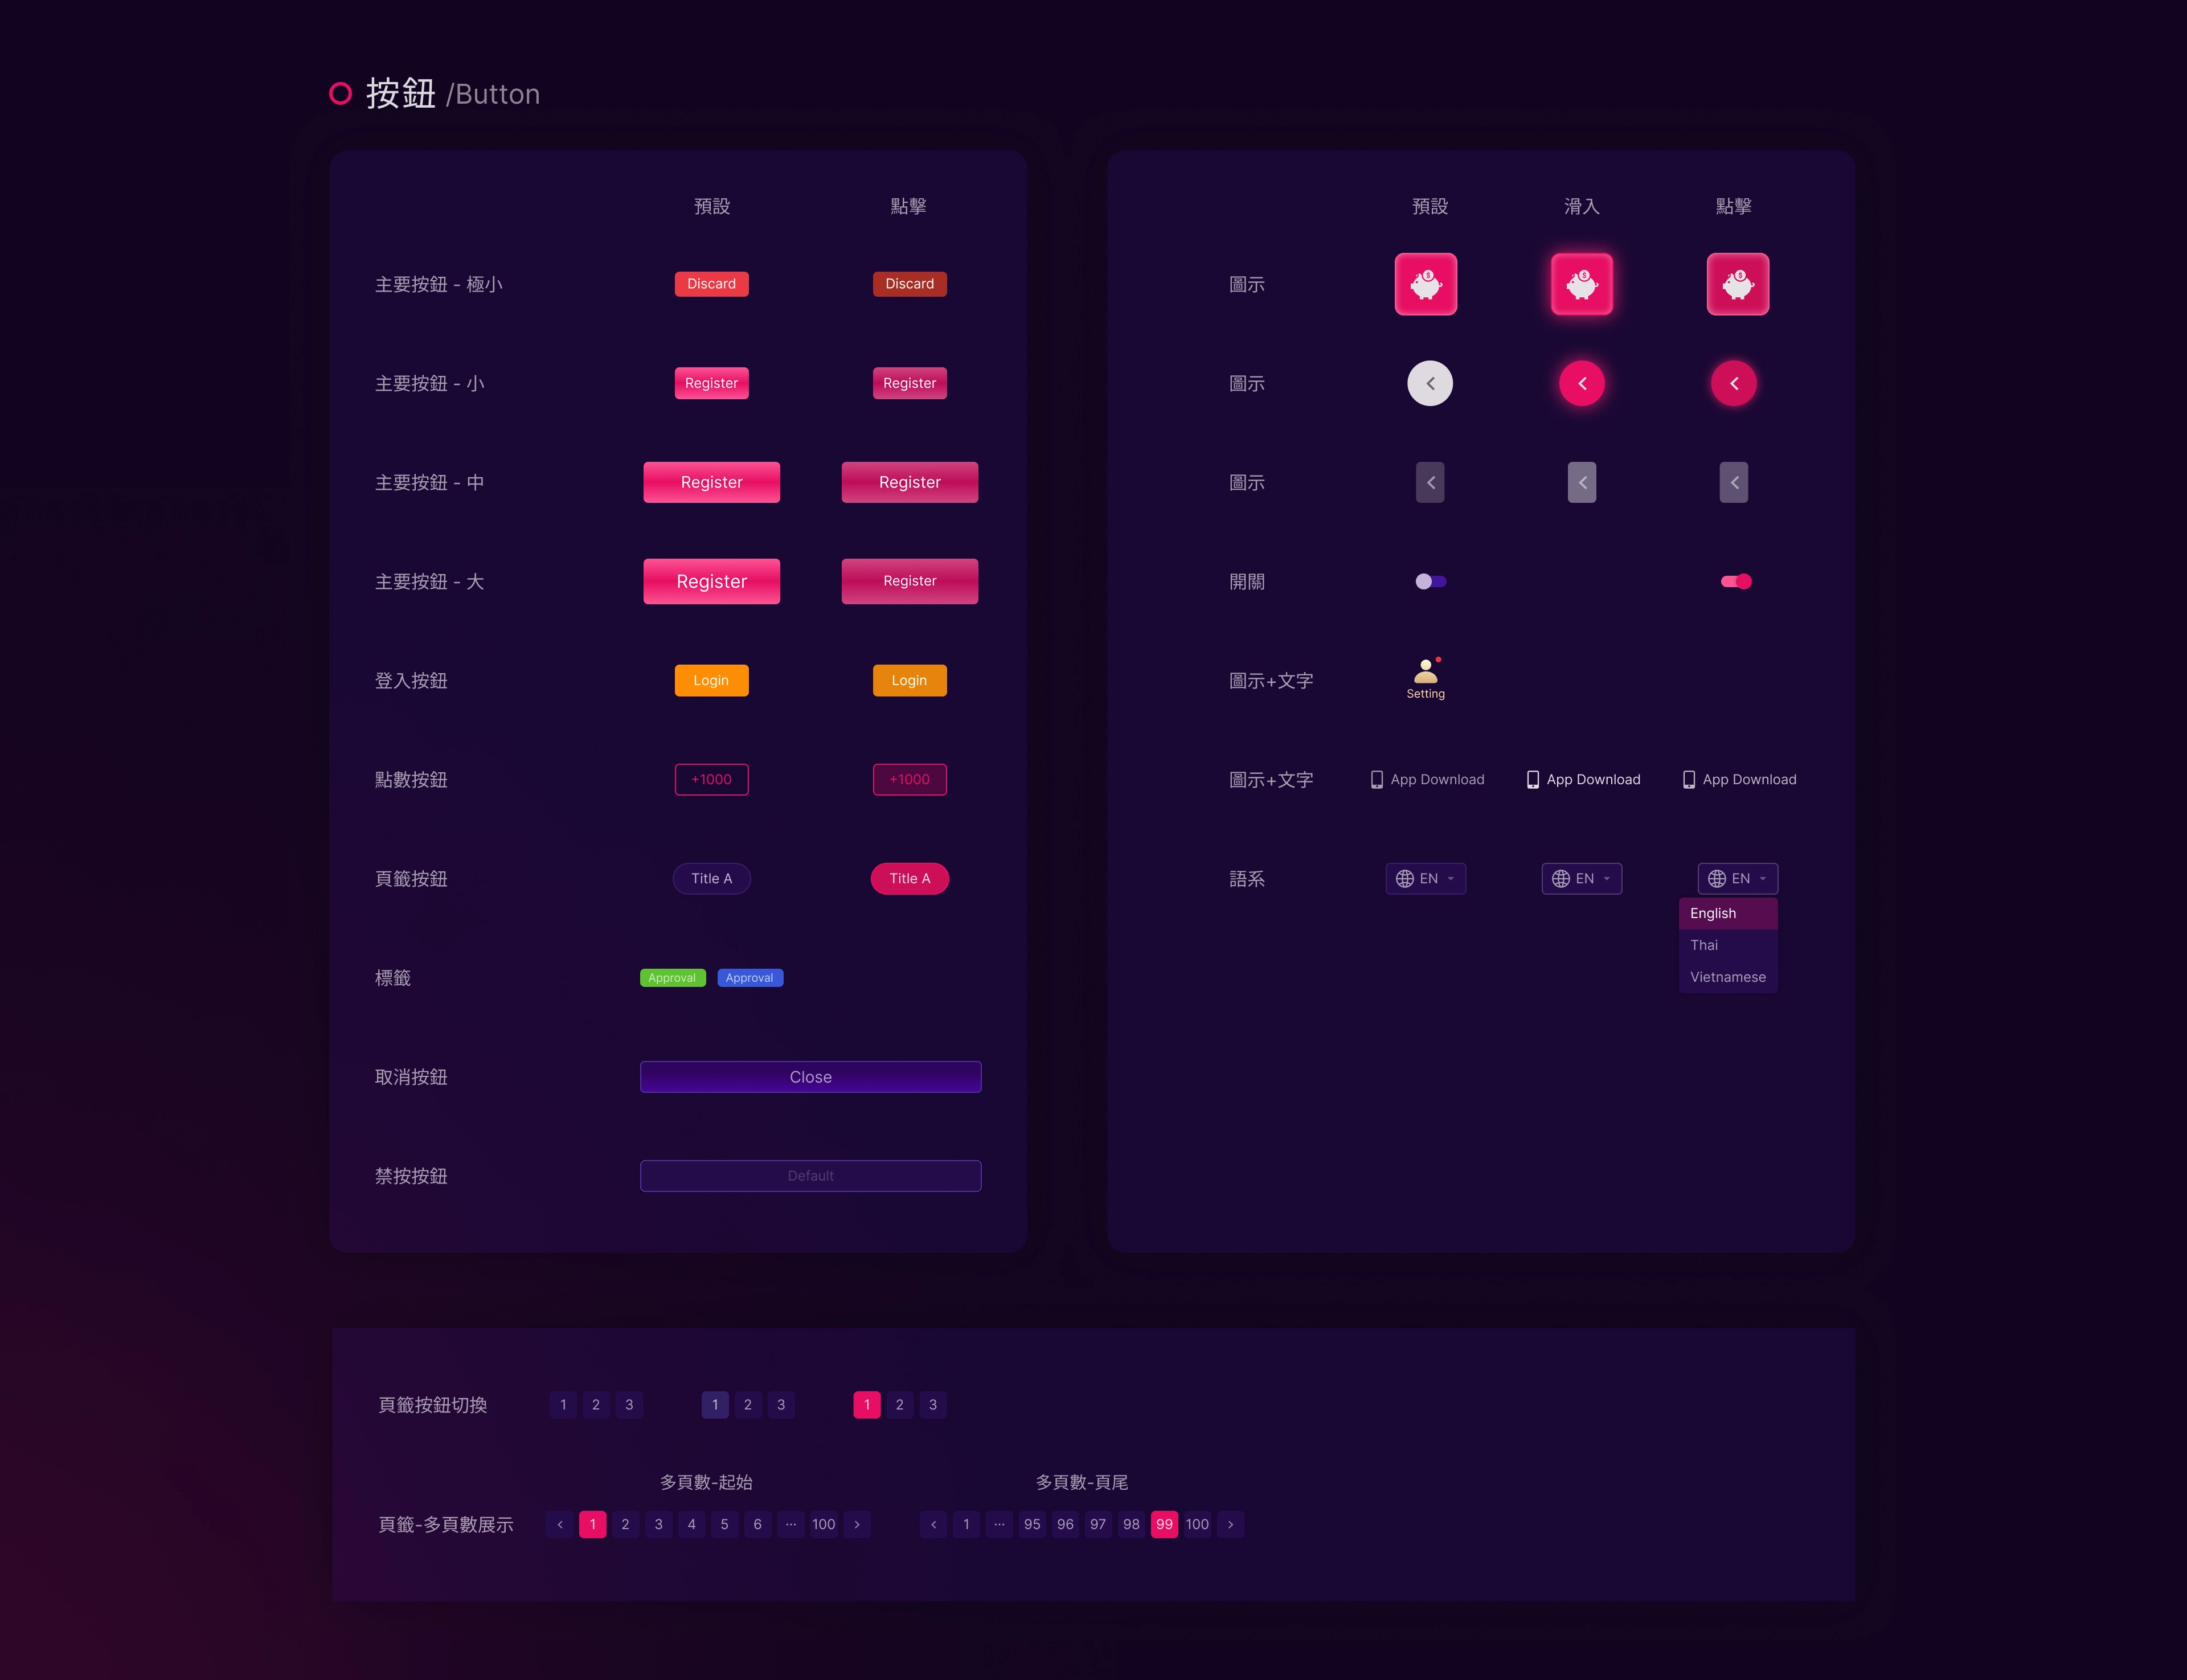 按鈕 /Button
預設 點擊
主要按鈕 - 極小 Discard Discard
主要按鈕 - 小 Register Register
主要按鈕 - 中 Register Register
主要按鈕 - 大 Register Register
登入按鈕 Login Login
點數按鈕 +1000 +1000
頁籤按鈕 Title A Title A
標籤 Approval Approval
取消按鈕 Close
禁按按鈕 Default
預設 滑入 點擊
圖示 $ $ $
圖示
圖示
開關
圖示+文字 Setting
圖示+文字 App Download App Download App Download
語系 EN EN EN
English
Thai
Vietnamese
頁籤按鈕切換 1 2 3 1 2 3 1 2 3
多頁數-起始 多頁數-頁尾
頁籤-多頁數展示 < 1 2 3 4 5 6 ... 100 > < 1 ... 95 96 97 98 99 100 >